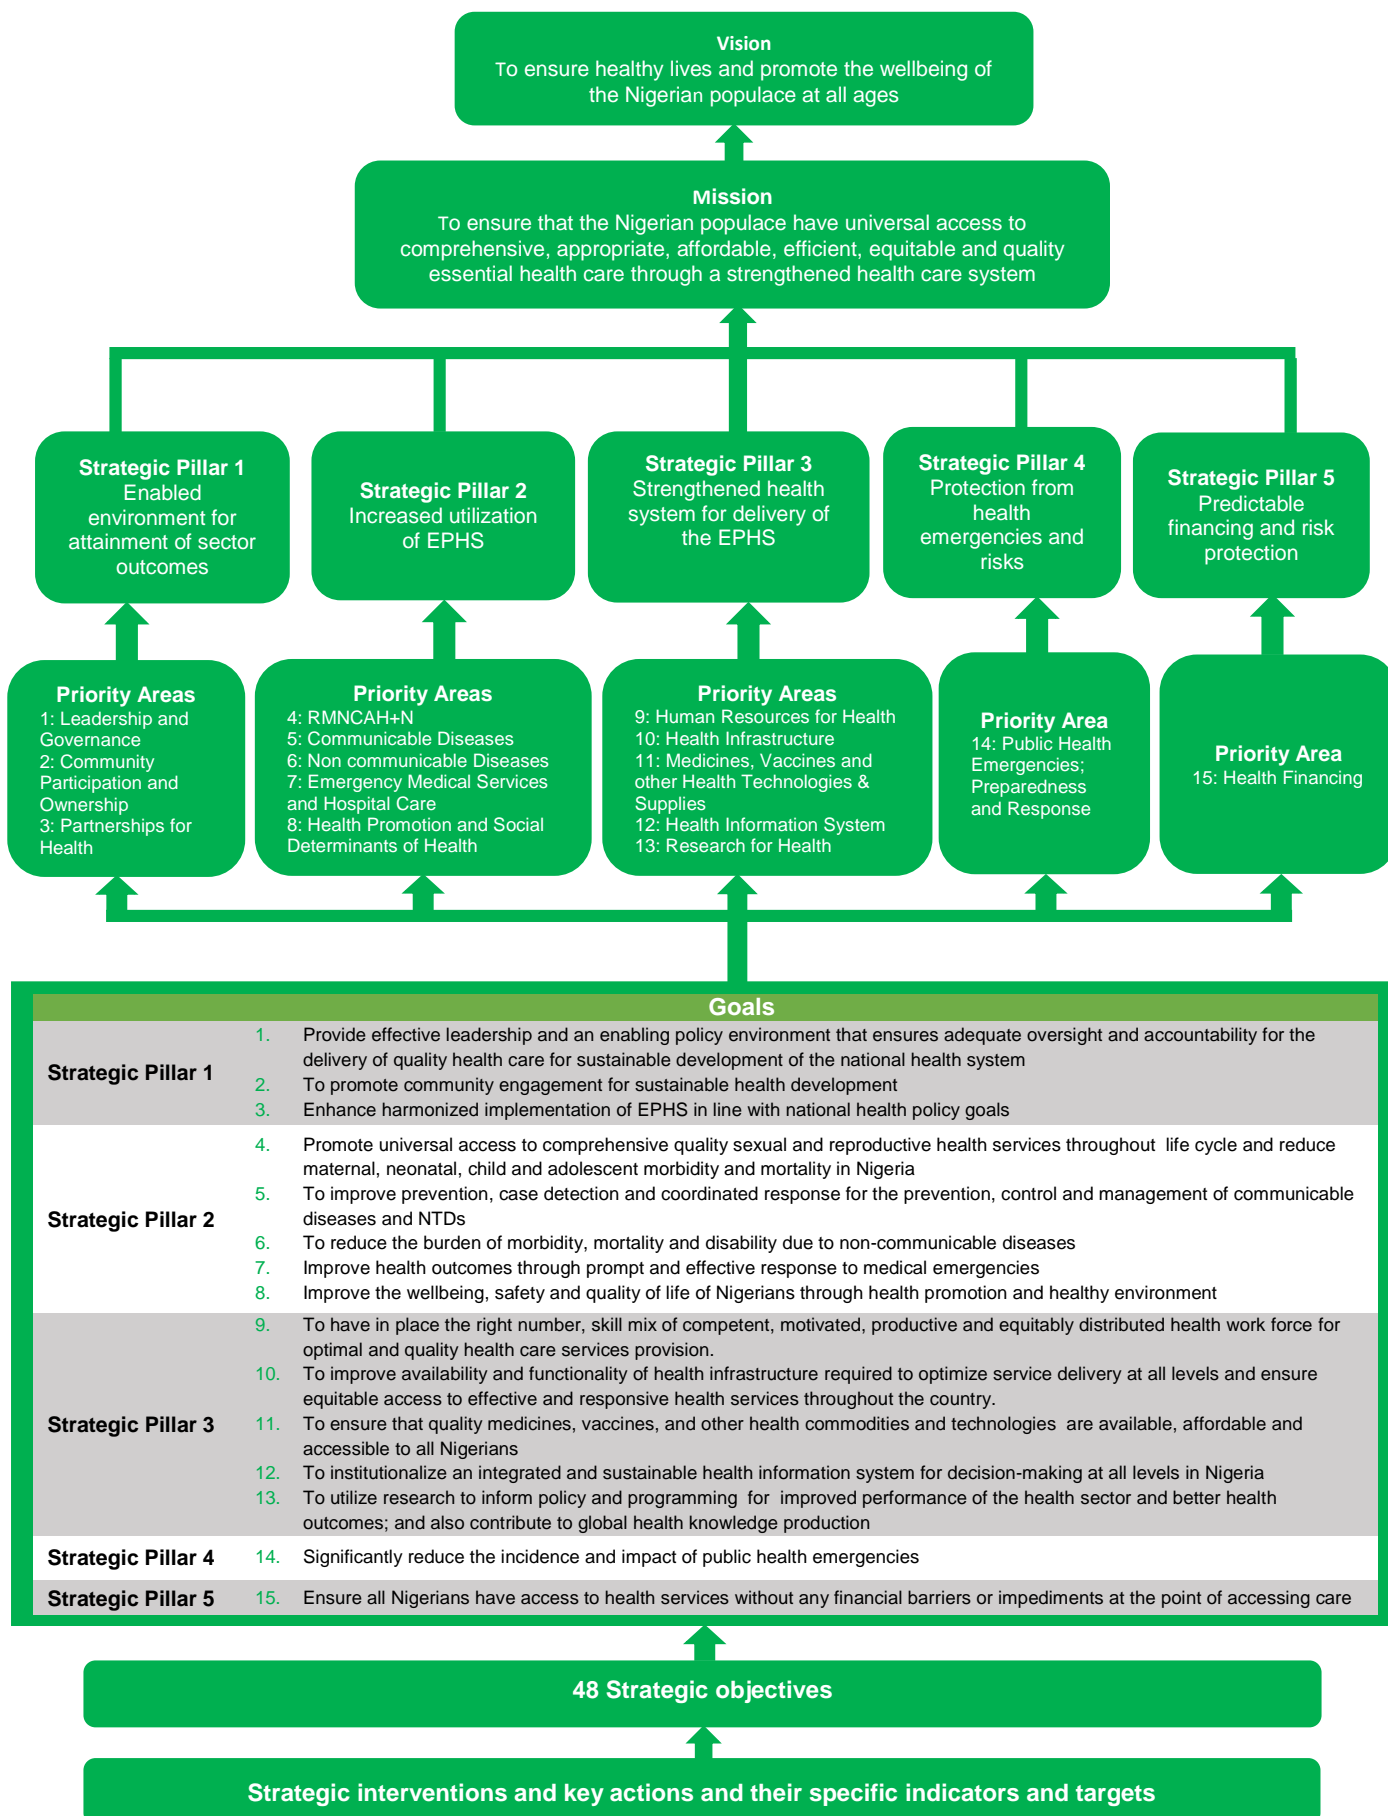 Vision
To ensure healthy lives and promote the wellbeing of
the Nigerian populace at all ages
Mission
To ensure that the Nigerian populace have universal access to
comprehensive, appropriate, affordable, efficient, equitable and quality
essential health care through a strengthened health care system
Strategic Pillar 1
Enabled
environment for
attainment of sector
outcomes
Strategic Pillar 2
Increased utilization
of EPHS
Strategic Pillar 3
Strengthened health
system for delivery of
the EPHS
Strategic Pillar 4
Protection from
health
emergencies and
risks
Strategic Pillar 5
Predictable
financing and risk
protection
Priority Areas
1: Leadership and
Governance
2: Community
Participation and
Ownership
3: Partnerships for
Health
Priority Areas
4: RMNCAH+N
5: Communicable Diseases
6: Non communicable Diseases
7: Emergency Medical Services
and Hospital Care
8: Health Promotion and Social
Determinants of Health
Priority Areas
9: Human Resources for Health
10: Health Infrastructure
11: Medicines, Vaccines and
other Health Technologies &
Supplies
12: Health Information System
13: Research for Health
Priority Area
14: Public Health
Emergencies;
Preparedness
and Response
Priority Area
15: Health Financing
Goals
Strategic Pillar 1
1. Provide effective leadership and an enabling policy environment that ensures adequate oversight and accountability for the
delivery of quality health care for sustainable development of the national health system
2. To promote community engagement for sustainable health development
3. Enhance harmonized implementation of EPHS in line with national health policy goals
Strategic Pillar 2
4. Promote universal access to comprehensive quality sexual and reproductive health services throughout life cycle and reduce
maternal, neonatal, child and adolescent morbidity and mortality in Nigeria
5. To improve prevention, case detection and coordinated response for the prevention, control and management of communicable
diseases and NTDs
6. To reduce the burden of morbidity, mortality and disability due to non-communicable diseases
7. Improve health outcomes through prompt and effective response to medical emergencies
8. Improve the wellbeing, safety and quality of life of Nigerians through health promotion and healthy environment
Strategic Pillar 3
9. To have in place the right number, skill mix of competent, motivated, productive and equitably distributed health work force for
optimal and quality health care services provision.
10. To improve availability and functionality of health infrastructure required to optimize service delivery at all levels and ensure
equitable access to effective and responsive health services throughout the country.
11. To ensure that quality medicines, vaccines, and other health commodities and technologies are available, affordable and
accessible to all Nigerians
12. To institutionalize an integrated and sustainable health information system for decision-making at all levels in Nigeria
13. To utilize research to inform policy and programming for improved performance of the health sector and better health
outcomes; and also contribute to global health knowledge production
Strategic Pillar 4
14. Significantly reduce the incidence and impact of public health emergencies
Strategic Pillar 5
15. Ensure all Nigerians have access to health services without any financial barriers or impediments at the point of accessing care
48 Strategic objectives
Strategic interventions and key actions and their specific indicators and targets